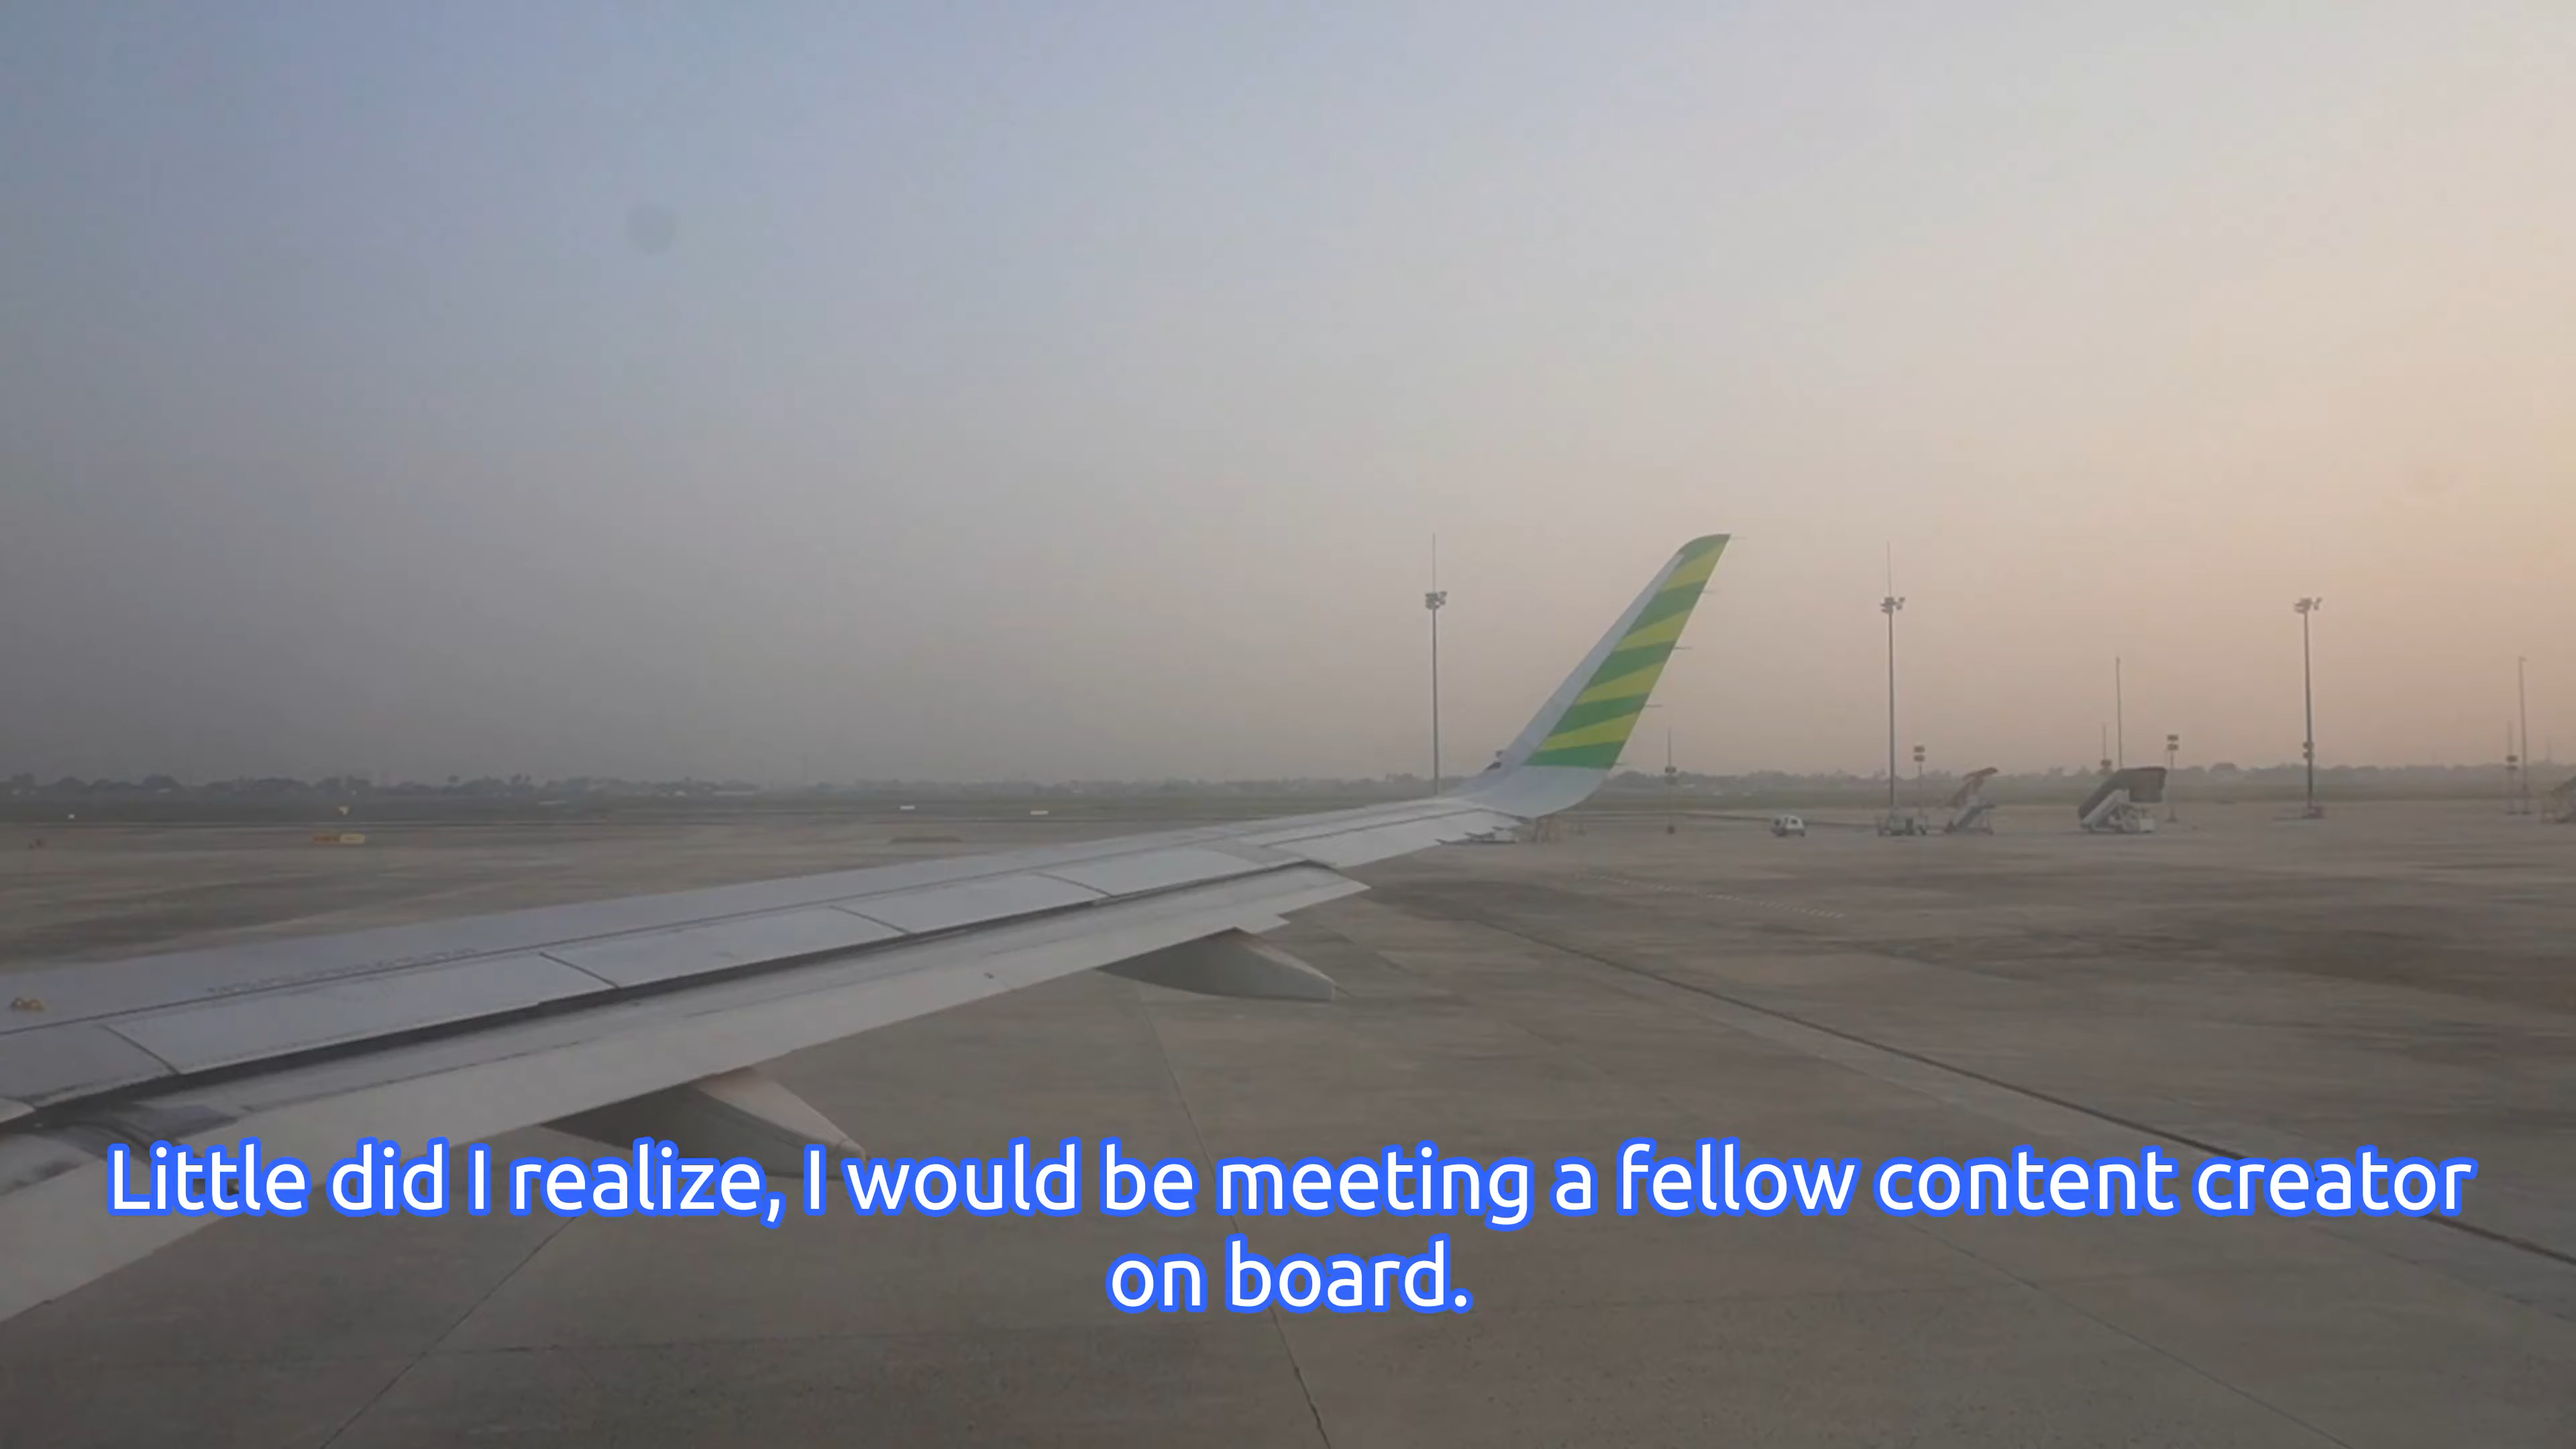 Little did I realize, I would be meeting a fellow content creator
on board.